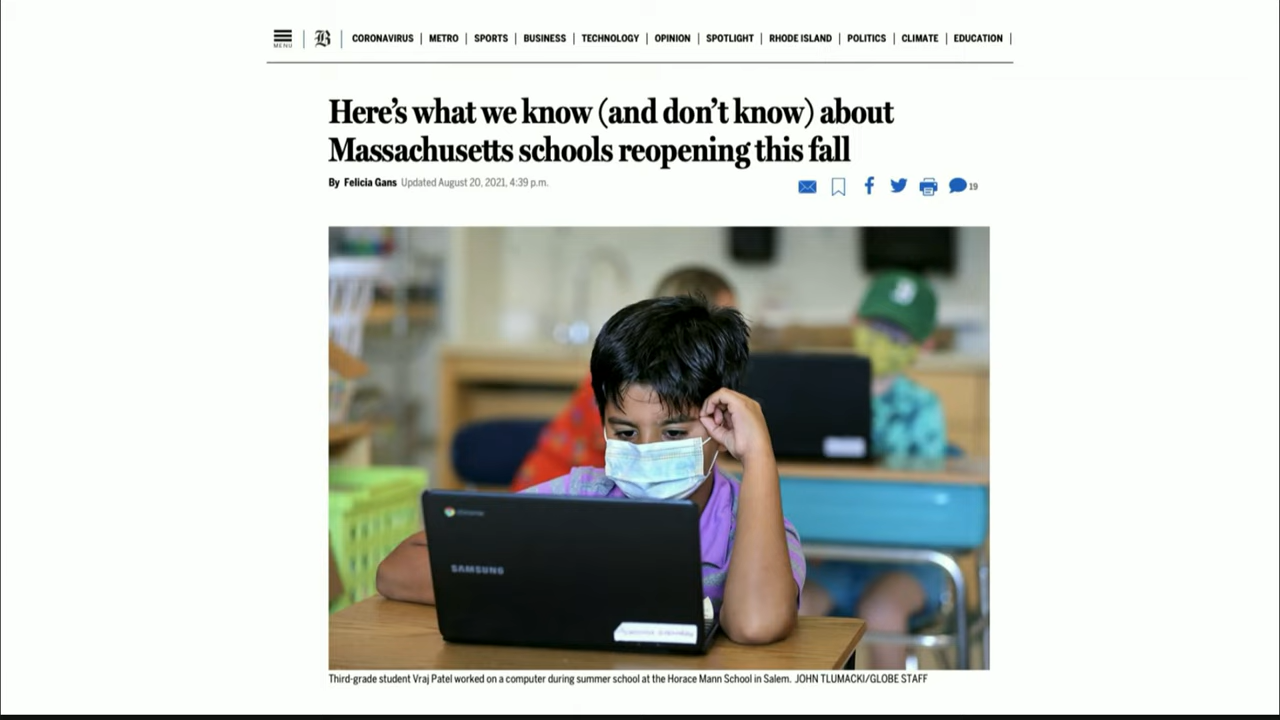 MENU
B
CORONAVIRUS | METRO | SPORTS | BUSINESS | TECHNOLOGY | OPINION | SPOTLIGHT | RHODE ISLAND | POLITICS | CLIMATE | EDUCATION |
Here's what we know (and don't know) about
Massachusetts schools reopening this fall
By Felicia Gans Updated August 20, 2021, 4:39 p.m.
19
B
chrome
SAMSUNG
Third-grade student Vraj Patel worked on a computer during summer school at the Horace Mann School in Salem. JOHN TLUMACKI/GLOBE STAFF